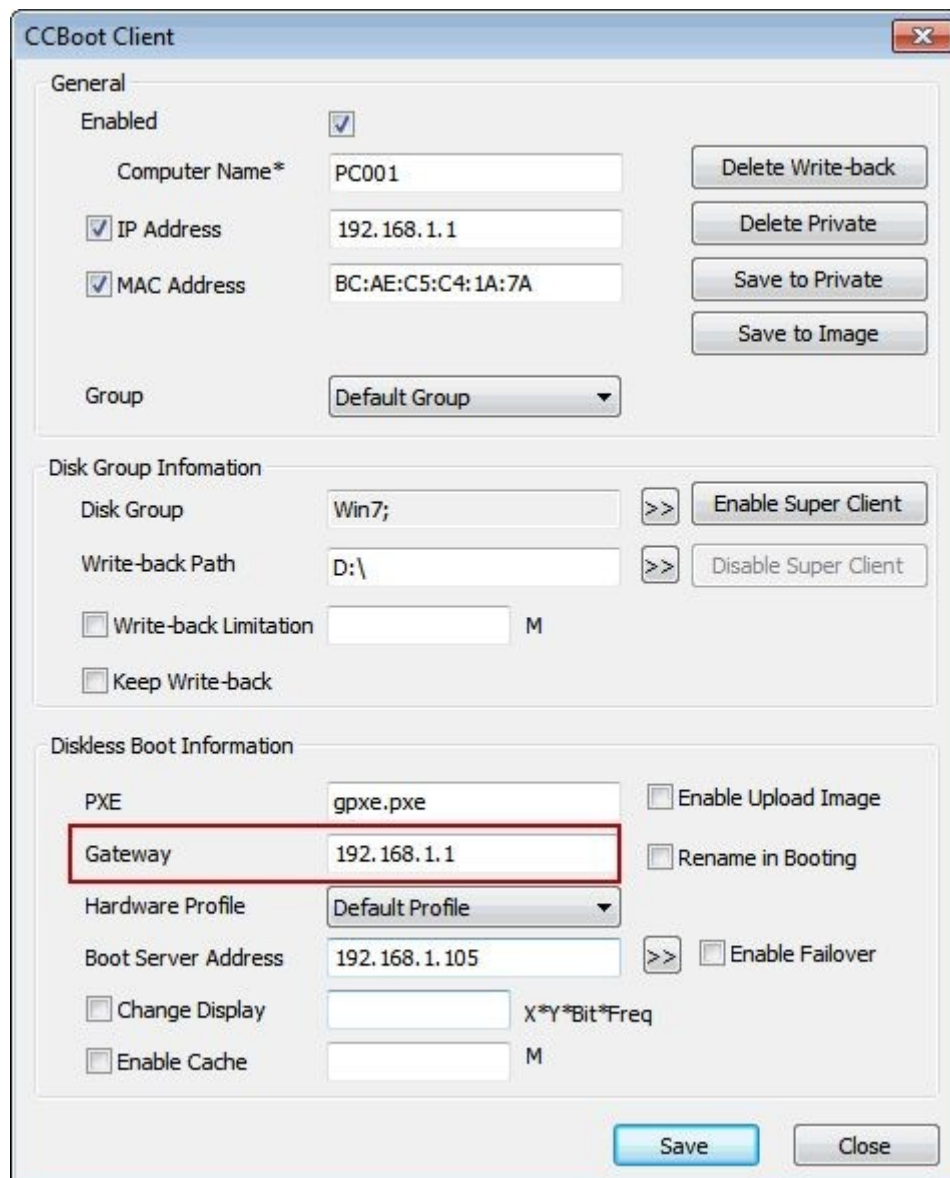 CCBoot Client
General
Enabled
Computer Name* PC001 Delete Write-back
IP Address 192.168.1.1 Delete Private
MAC Address BC:AE:C5:C4:1A:7A Save to Private
Save to Image
Group Default Group
Disk Group Infomation
Disk Group Win7; >> Enable Super Client
Write-back Path D:\ >> Disable Super Client
Write-back Limitation M
Keep Write-back
Diskless Boot Information
PXE gpxe.pxe Enable Upload Image
Gateway 192.168.1.1 Rename in Booting
Hardware Profile Default Profile
Boot Server Address 192.168.1.105 >> Enable Failover
Change Display X*Y*Bit*Freq
Enable Cache M
Save Close